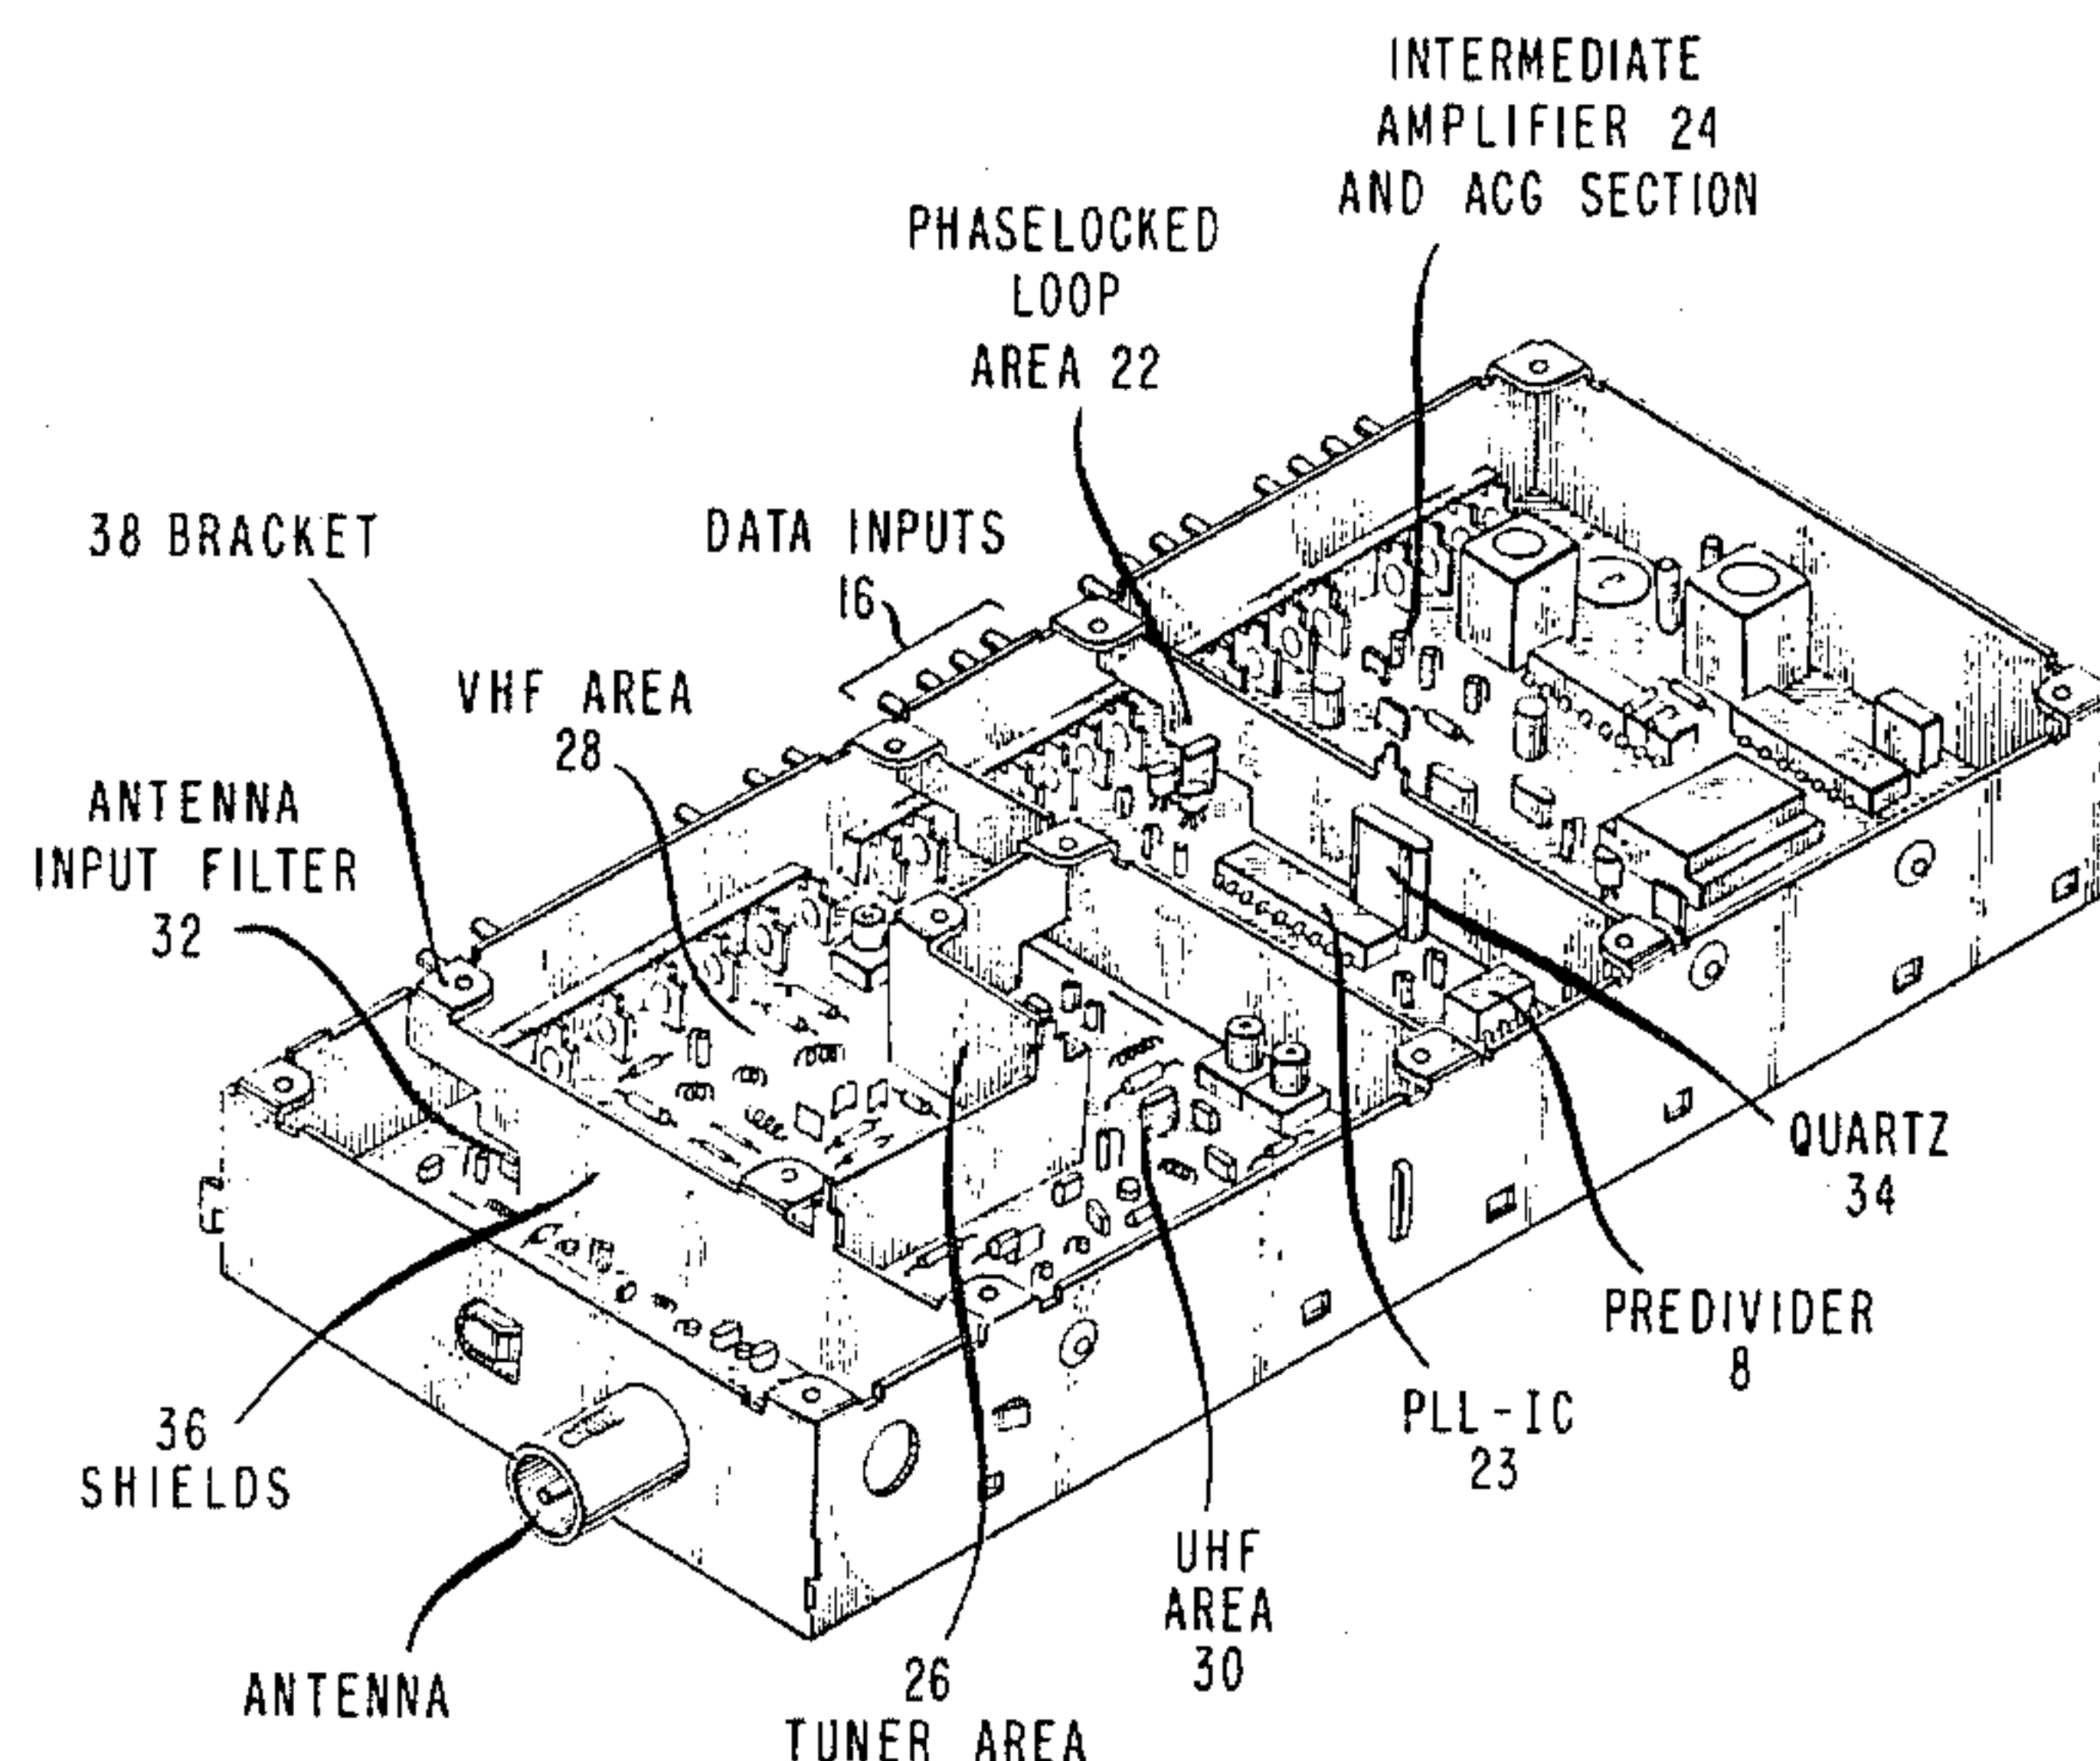 INTERMEDIATE
AMPLIFIER 24
AND ACG SECTION
PHASELOCKED
LOOP
AREA 22
38 BRACKET
DATA INPUTS
16
VHF AREA
28
ANTENNA
INPUT FILTER
32
QUARTZ
34
PREDIVIDER
8
PLL-IC
23
36
SHIELDS
UHF
AREA
30
ANTENNA
26
TUNER AREA